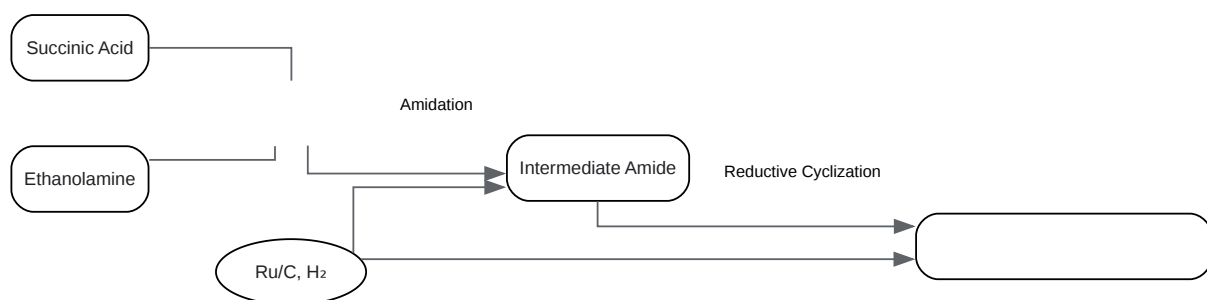 Succinic Acid
Amidation
Ethanolamine
Intermediate Amide
Reductive Cyclization
Ru/C, H₂